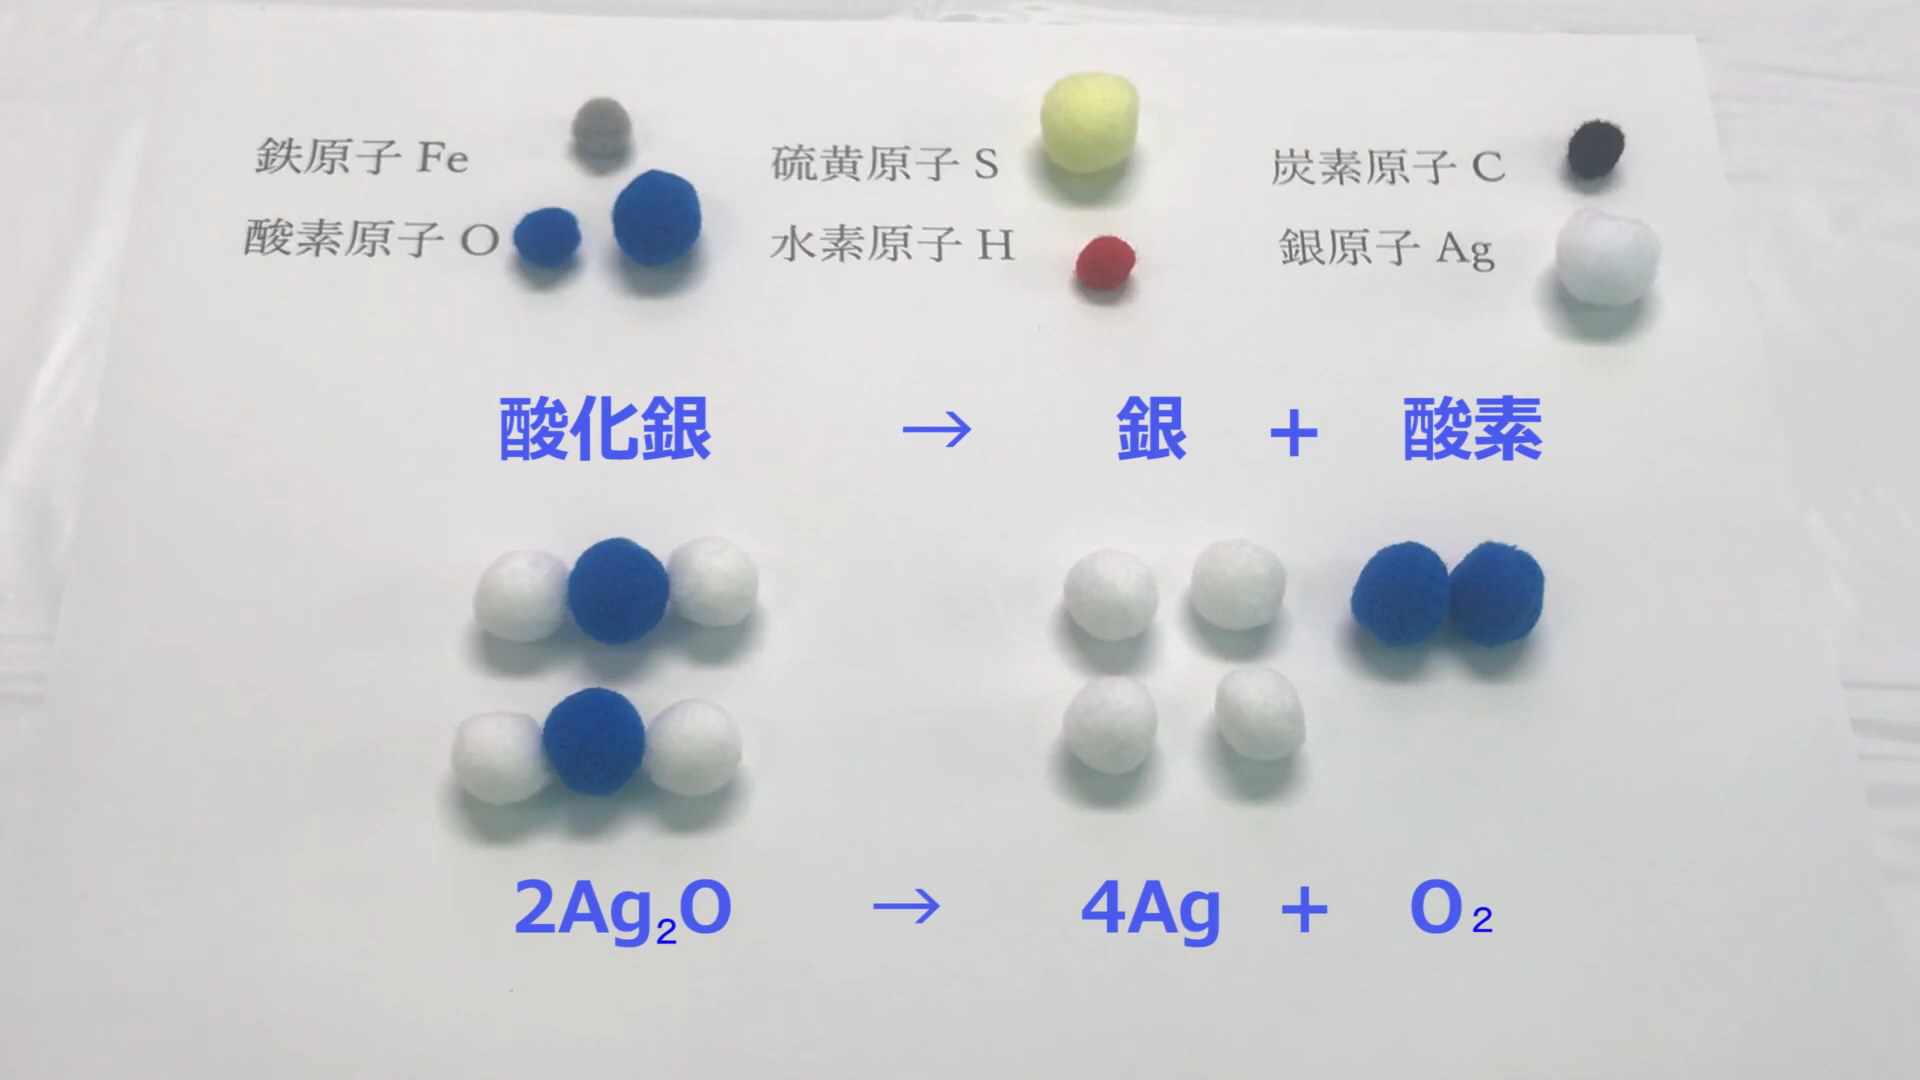 鉄原子 Fe 硫黄原子 S 炭素原子 C
酸素原子 O 水素原子 H 銀原子 Ag
酸化銀 → 銀 + 酸素
2Ag₂O → 4Ag + O₂